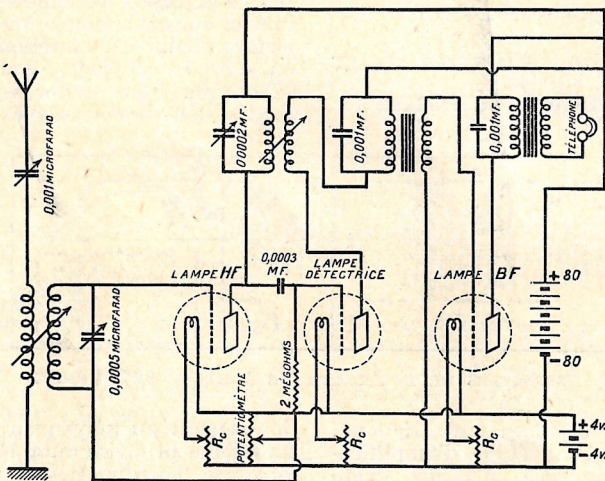 0,001 MICROFARAD
0,0005 MICROFARAD
0,0002 MF.
0,001 MF.
0,001 MF.
TÉLÉPHONE
LAMPE HF
0,0003
MF.
LAMPE
DÉTECTRICE
LAMPE BF
+80
-80
2 MÉGOHMS
POTENTIOMÈTRE
RC
RC
RC
+4V.
-4V.